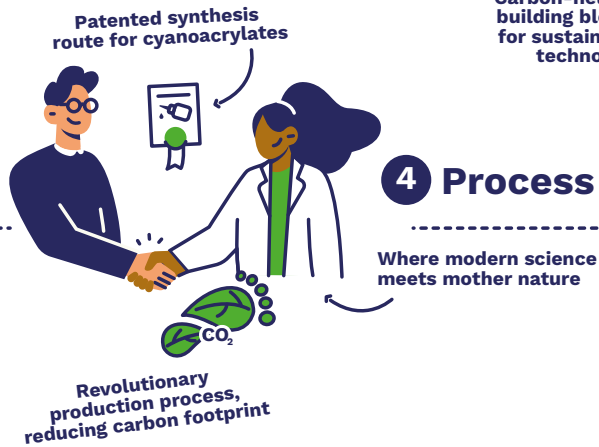 Patented synthesis
route for cyanoacrylates
building
for
4 Process
Where modern science
meets mother nature
CO₂
Revolutionary
production process,
reducing carbon footprint